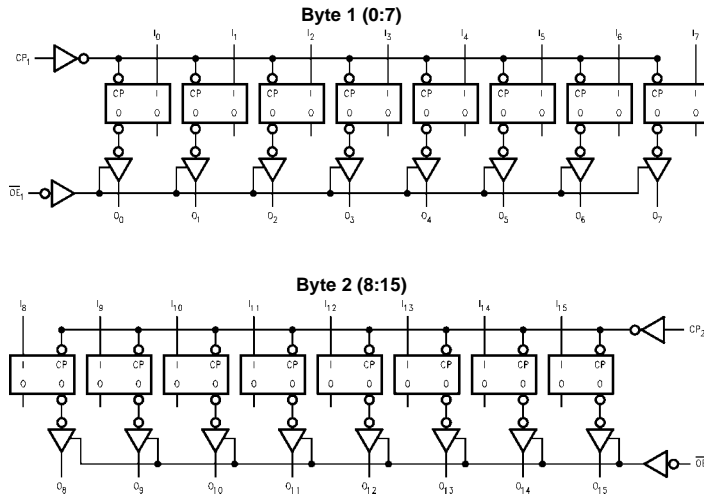 Byte 1 (0:7)
I₀ I₁ I₂ I₃ I₄ I₅ I₆ I₇
CP₁
CP I CP I CP I CP I CP I CP I CP I CP I
O O O O O O O O O O O O O O O O
O̅E̅₁
O₀ O₁ O₂ O₃ O₄ O₅ O₆ O₇
Byte 2 (8:15)
I₈ I₉ I₁₀ I₁₁ I₁₂ I₁₃ I₁₄ I₁₅
CP₂
I CP I CP I CP I CP I CP I CP I CP I CP
O O O O O O O O O O O O O O O O
O̅E̅
O₈ O₉ O₁₀ O₁₁ O₁₂ O₁₃ O₁₄ O₁₅